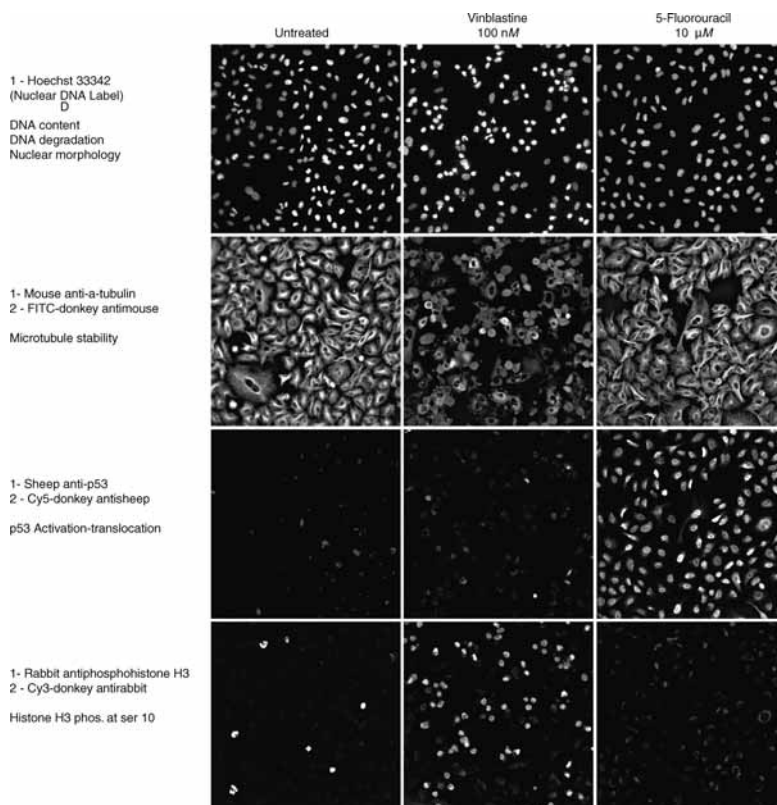 Untreated
Vinblastine
100 nM
5-Fluorouracil
10 µM
1 - Hoechst 33342
(Nuclear DNA Label)
D
DNA content
DNA degradation
Nuclear morphology
1- Mouse anti-a-tubulin
2 - FITC-donkey antimouse
Microtubule stability
1- Sheep anti-p53
2 - Cy5-donkey antisheep
p53 Activation-translocation
1- Rabbit antiphosphohistone H3
2 - Cy3-donkey antirabbit
Histone H3 phos. at ser 10